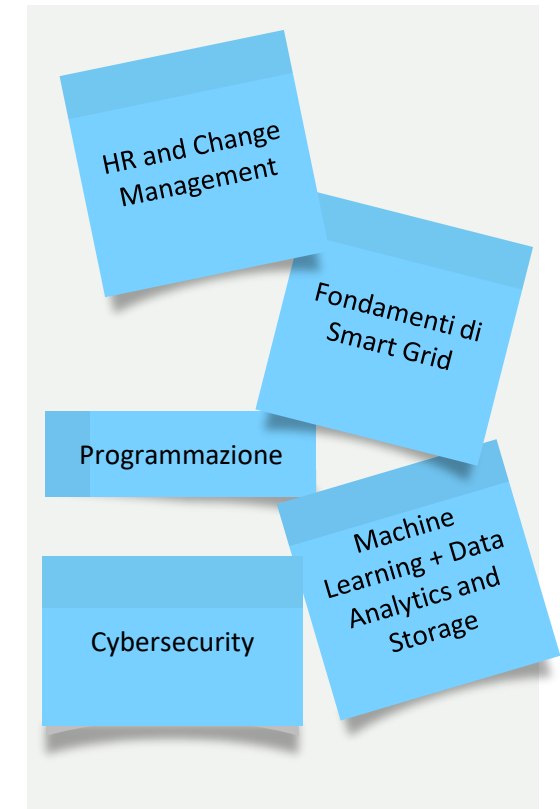 HR and Change
Management
Fondamenti di
Smart Grid
Programmazione
Machine
Learning + Data
Analytics and
Storage
Cybersecurity